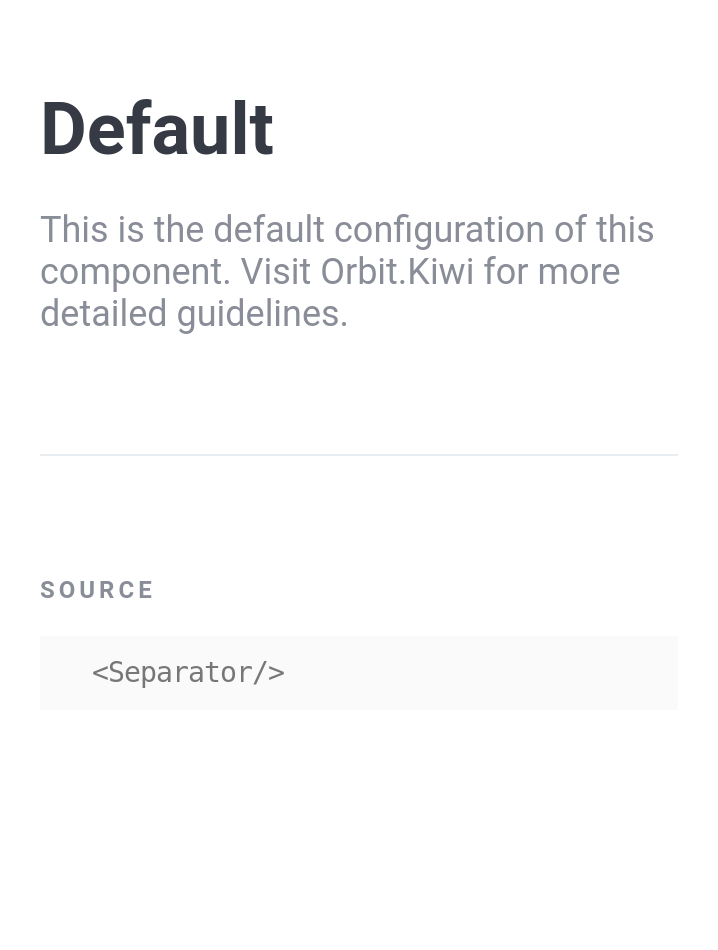 Default
This is the default configuration of this
component. Visit Orbit.Kiwi for more
detailed guidelines.
SOURCE
<Separator/>